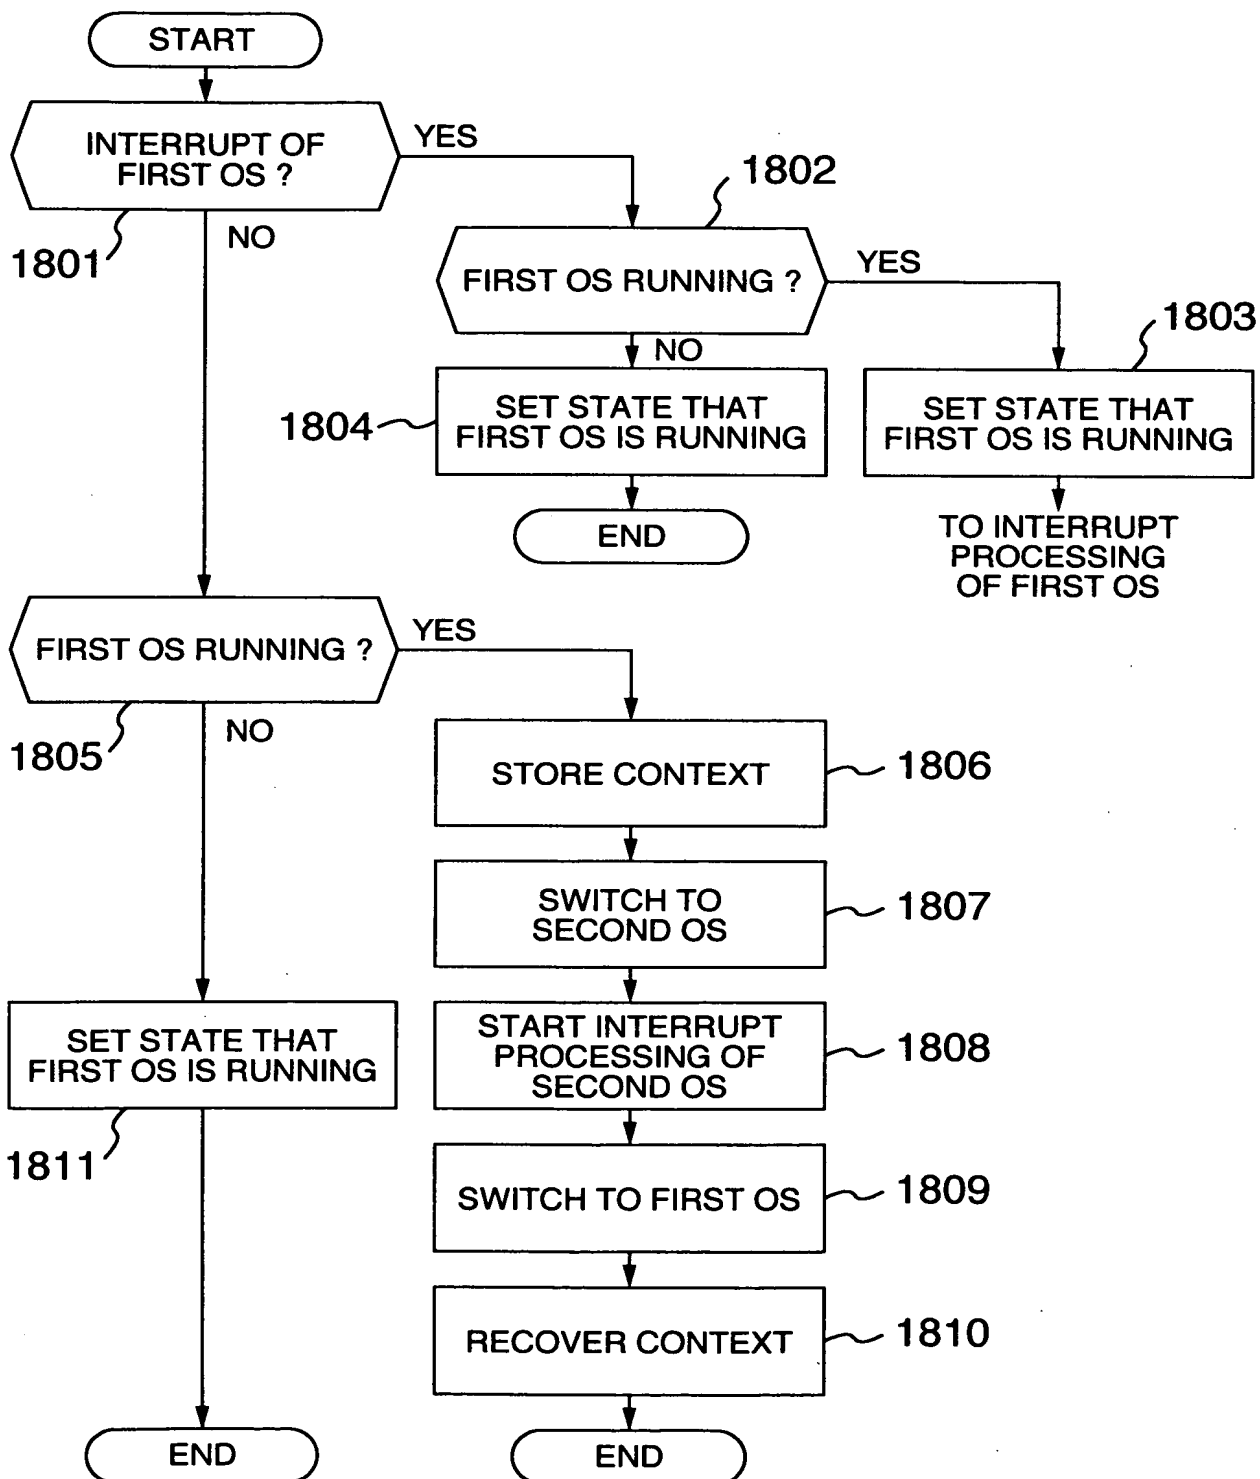 START
INTERRUPT OF
FIRST OS ?
YES
1801
NO
1802
FIRST OS RUNNING ?
YES
1803
NO
1804
SET STATE THAT
FIRST OS IS RUNNING
SET STATE THAT
FIRST OS IS RUNNING
END
TO INTERRUPT
PROCESSING
OF FIRST OS
FIRST OS RUNNING ?
YES
1805
NO
STORE CONTEXT
1806
SWITCH TO
SECOND OS
1807
SET STATE THAT
FIRST OS IS RUNNING
1811
START INTERRUPT
PROCESSING OF
SECOND OS
1808
SWITCH TO FIRST OS
1809
RECOVER CONTEXT
1810
END
END